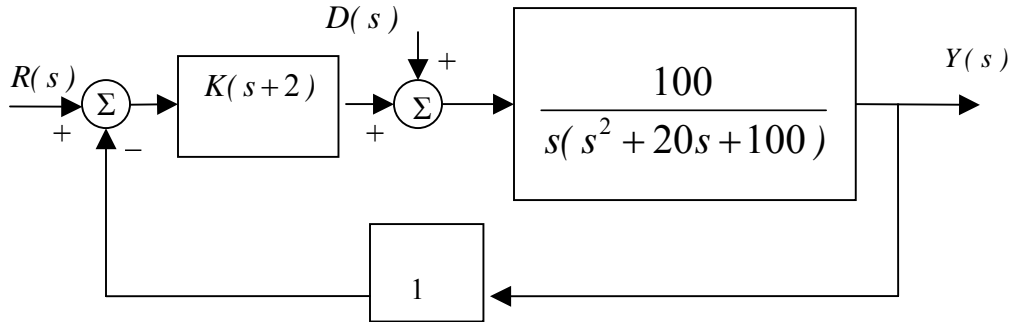 D( s )
+
R( s )
Σ
+
−
K( s + 2 )
+
Σ
100
s( s² + 20s + 100 )
Y( s )
1